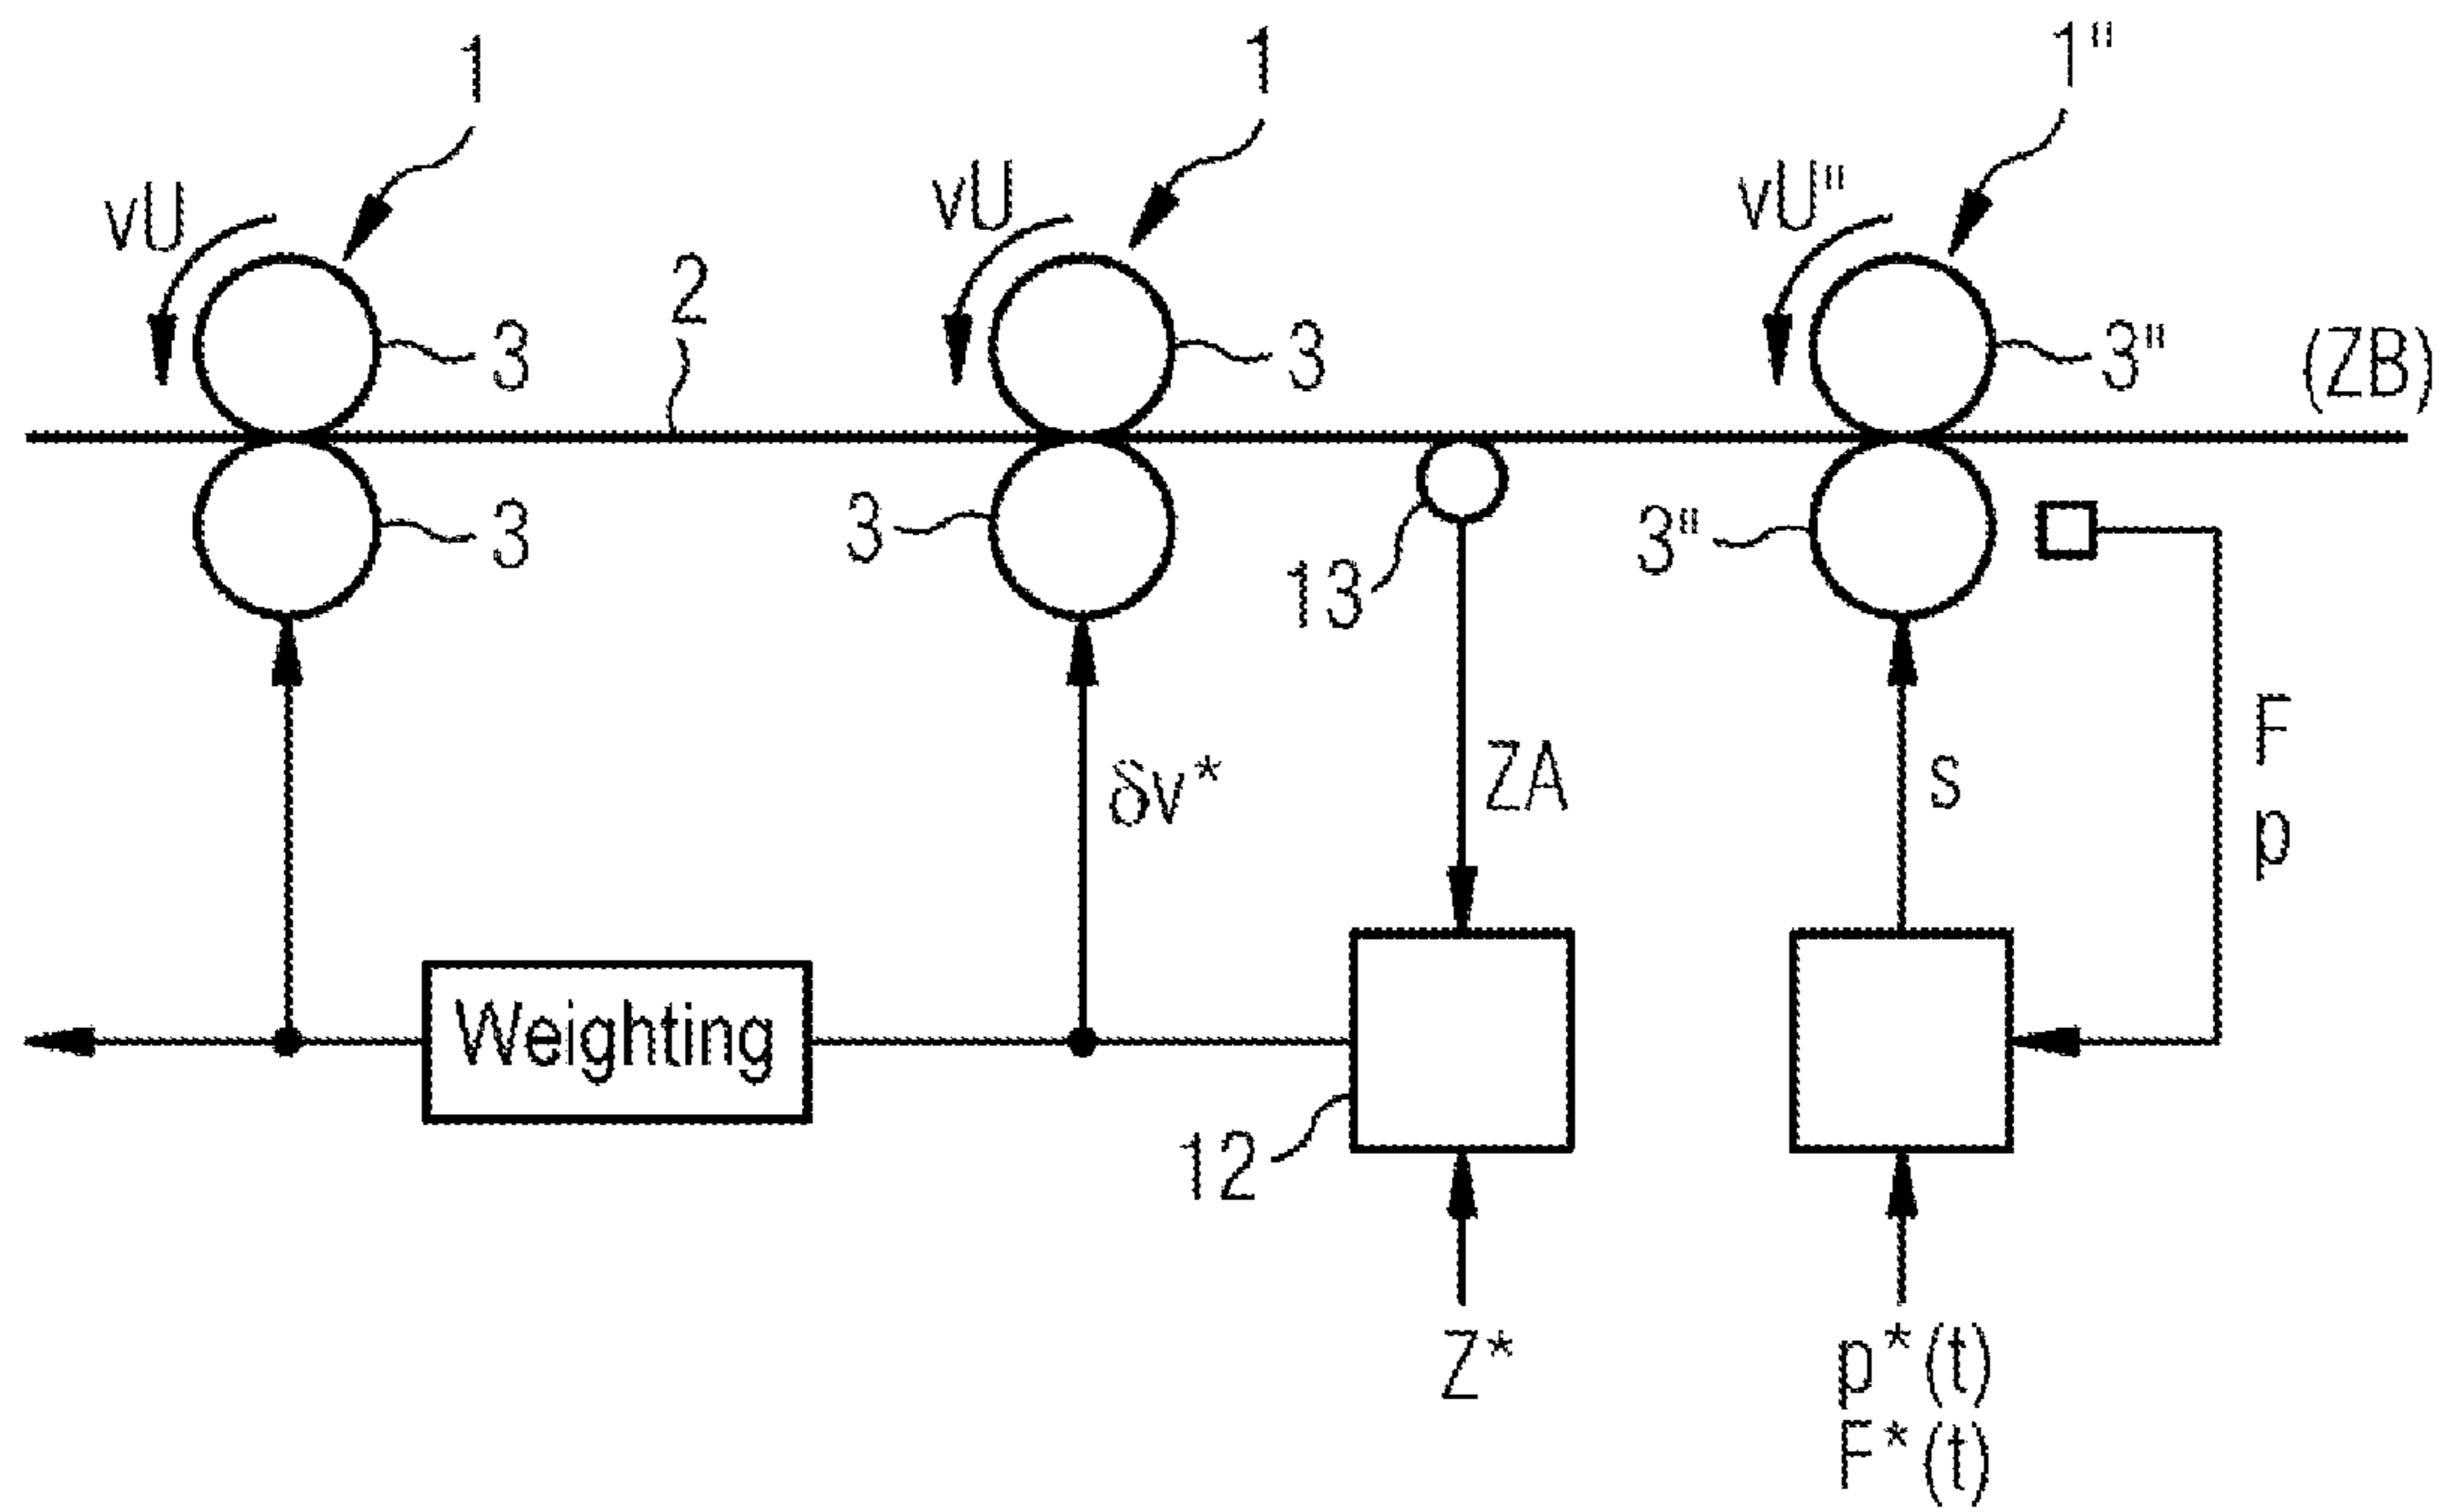 1
1
1"
vU
vU
vU"
2
3
3
3"
(ZB)
3
3
13
3"
F
p
δv*
ZA
s
Weighting
12
Z*
p*(t)
F*(t)